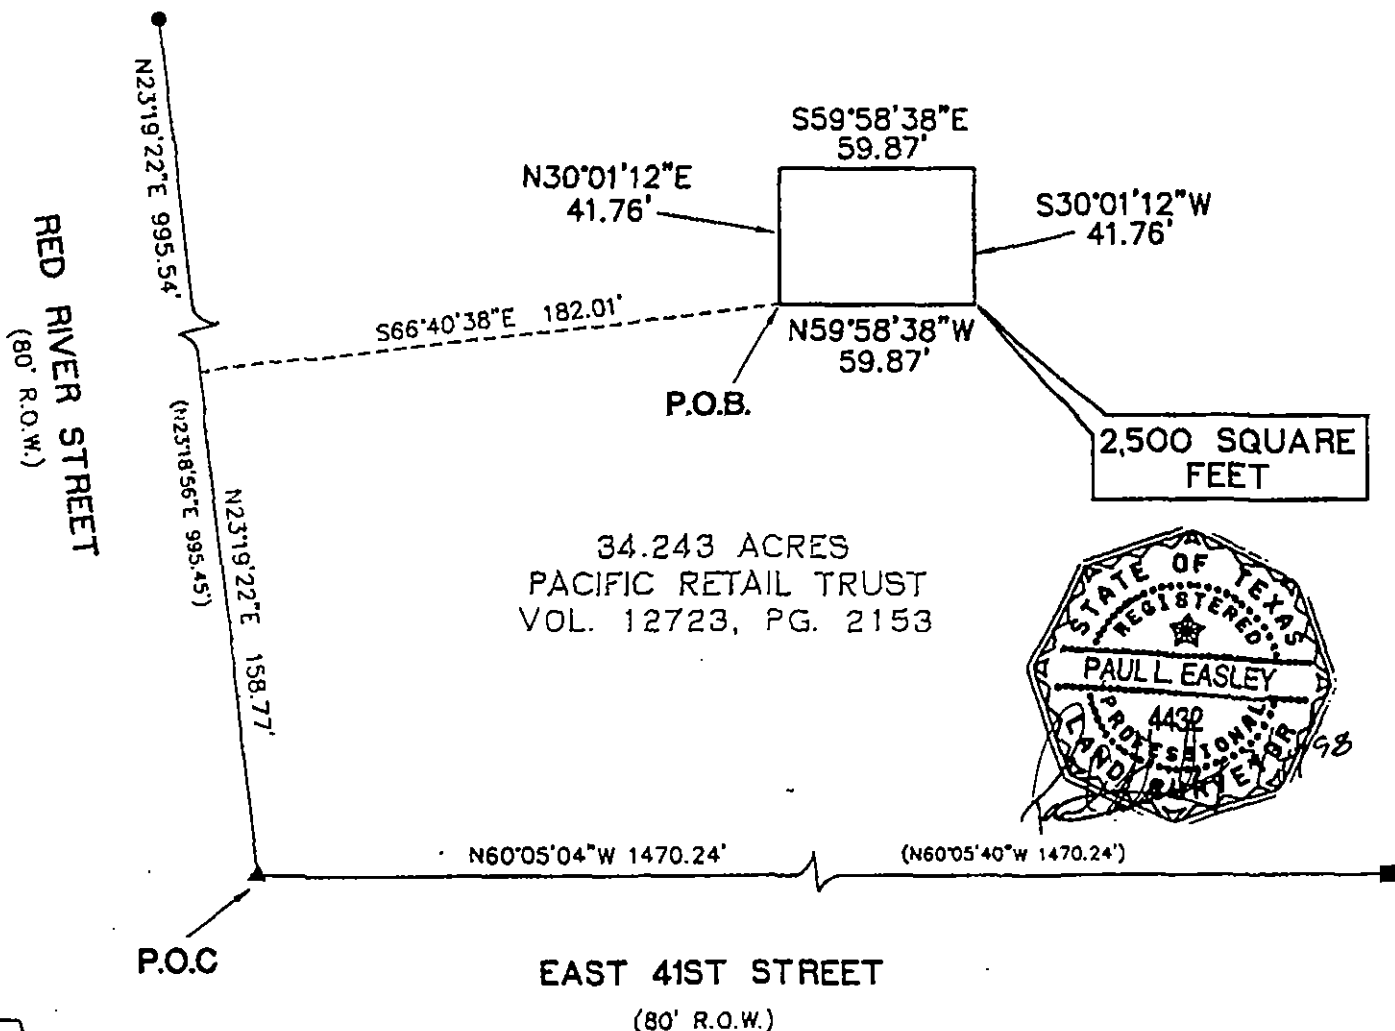 N23°19'22"E 995.54'
RED RIVER STREET
(80' R.O.W.)
S59°58'38"E
59.87'
N30°01'12"E
41.76'
S30°01'12"W
41.76'
S66°40'38"E 182.01'
N59°58'38"W
59.87'
P.O.B.
2,500 SQUARE
FEET
(N23°18'56"E 995.45')
N23°19'22"E 158.77'
34.243 ACRES
PACIFIC RETAIL TRUST
VOL. 12723, PG. 2153
STATE OF TEXAS
REGISTERED
PAUL L. EASLEY
4432
PROFESSIONAL
LAND SURVEYOR
98
N60°05'04"W 1470.24'
(N60°05'40"W 1470.24')
P.O.C
EAST 41ST STREET
(80' R.O.W.)